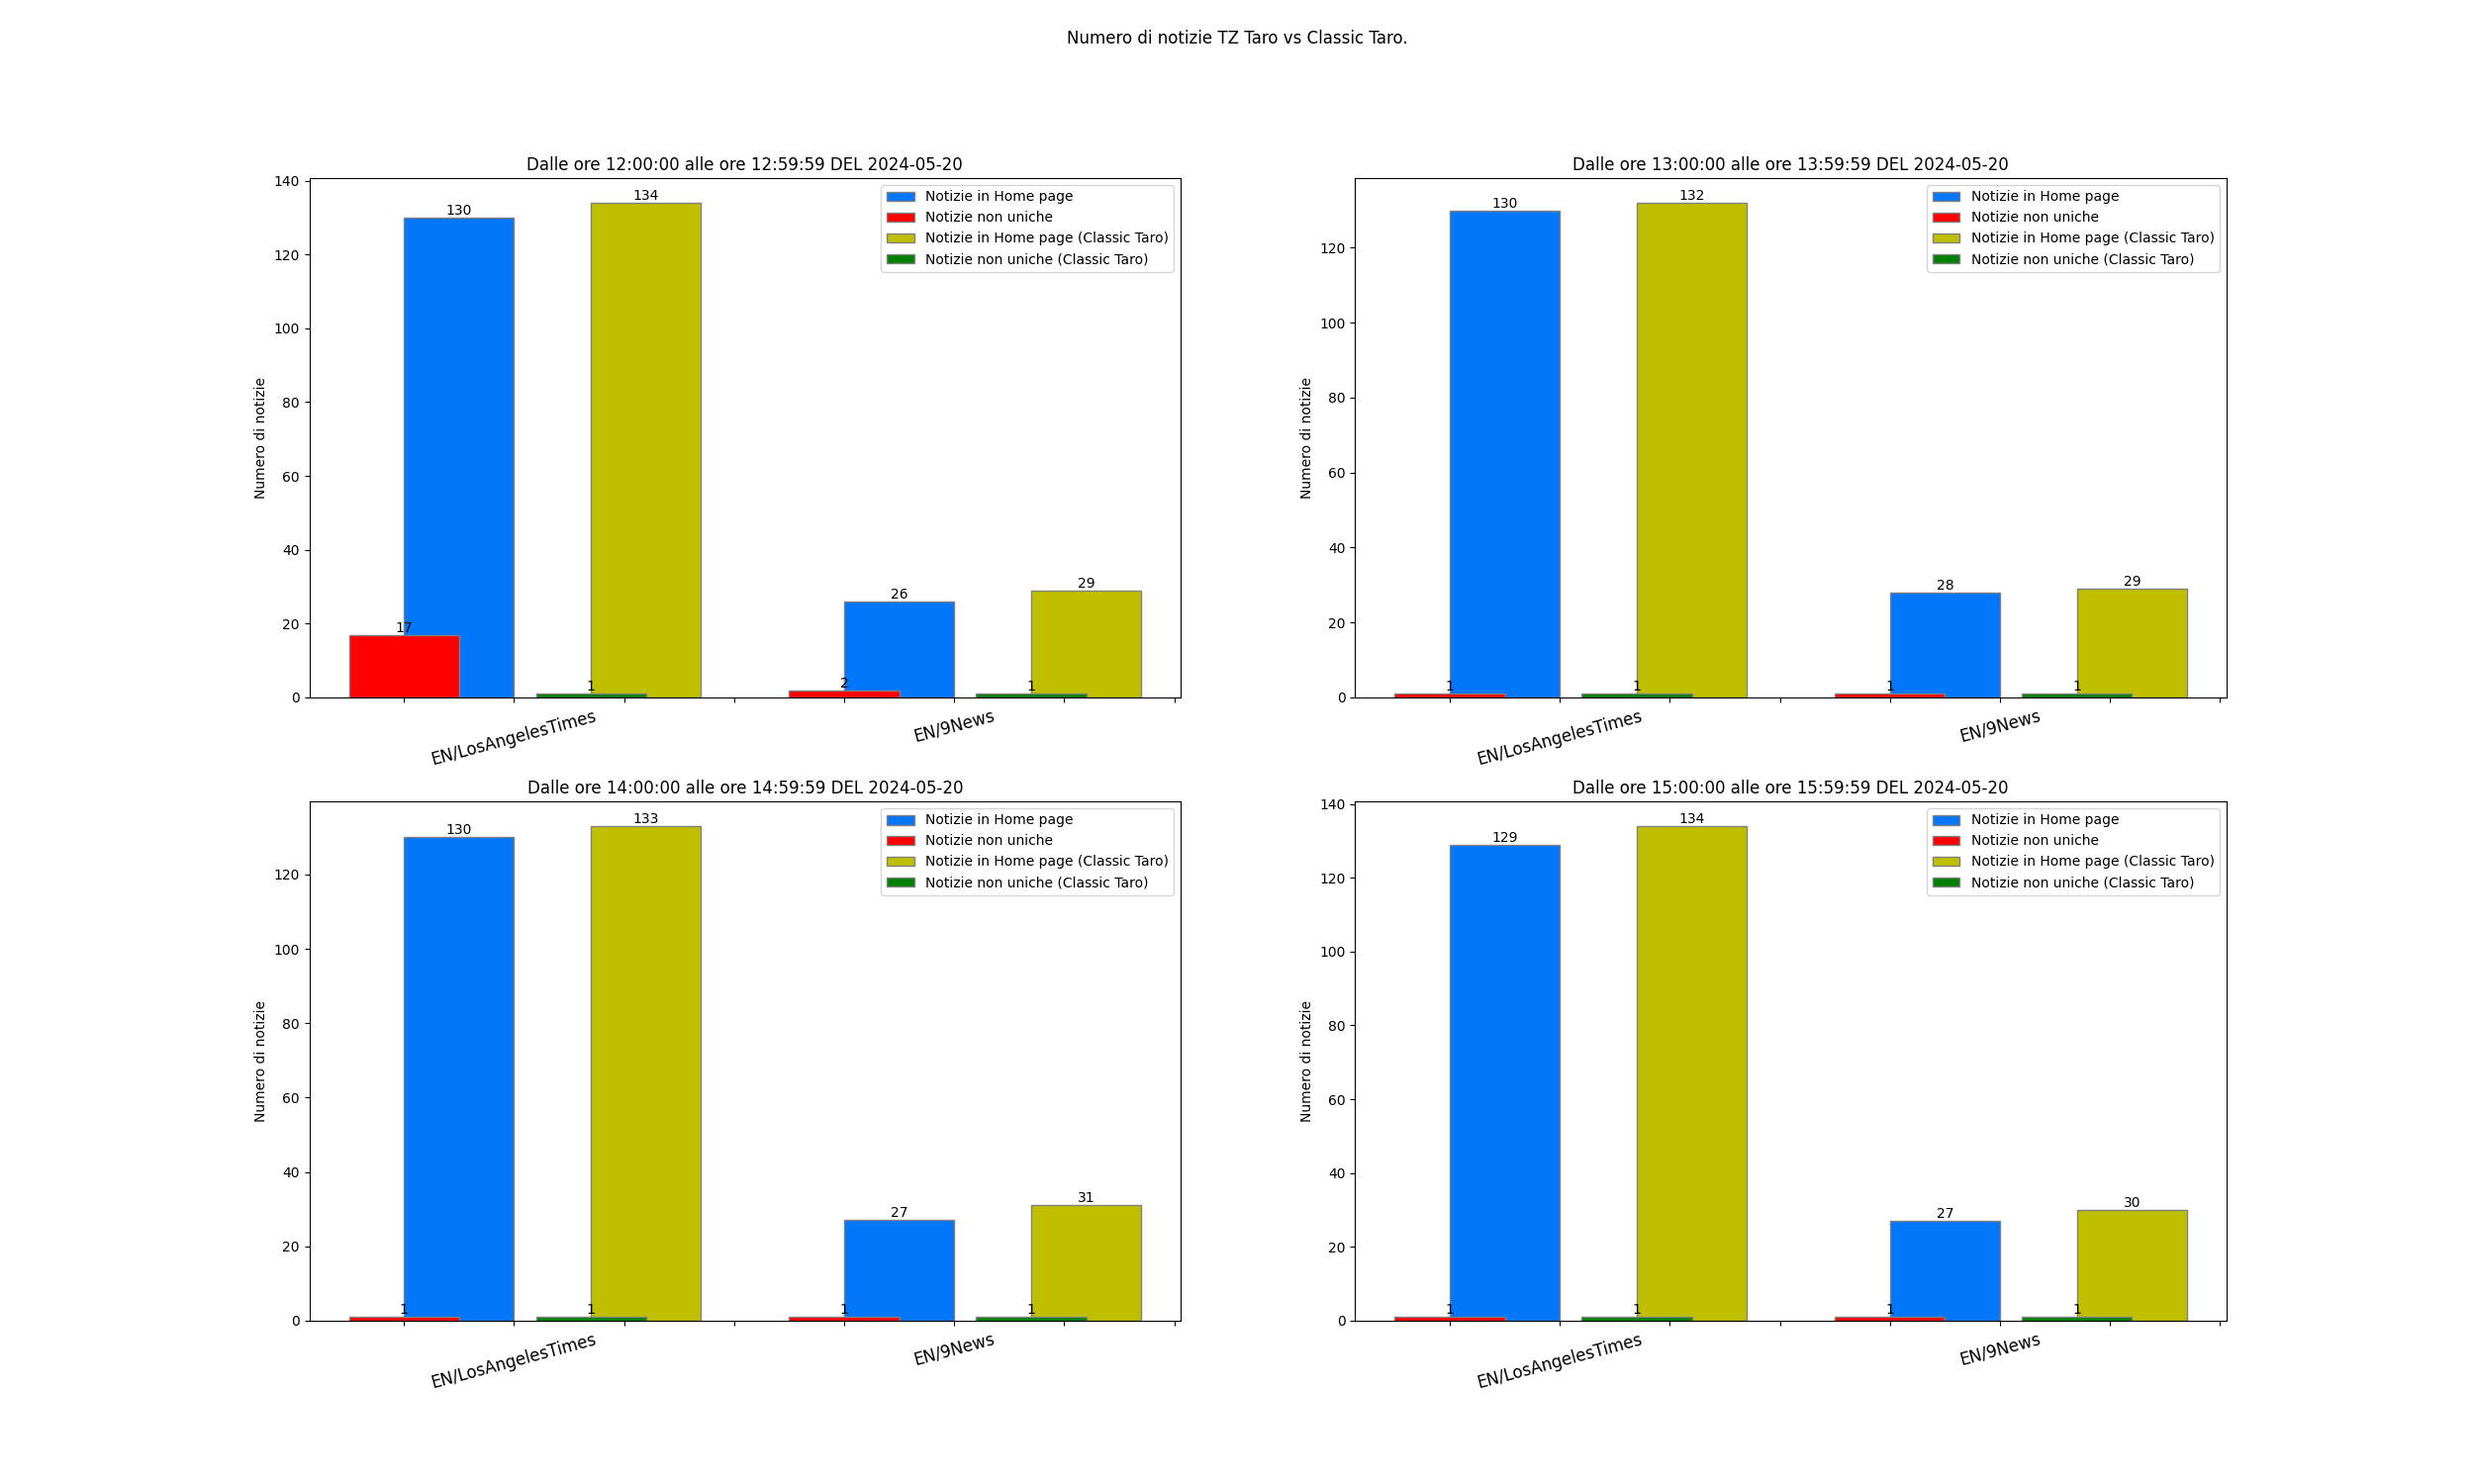 Numero di notizie TZ Taro vs Classic Taro.
Dalle ore 12:00:00 alle ore 12:59:59 DEL 2024-05-20
Numero di notizie
140
120
100
80
60
40
20
0
130
134
17
1
26
29
2
1
Notizie in Home page
Notizie non uniche
Notizie in Home page (Classic Taro)
Notizie non uniche (Classic Taro)
EN/LosAngelesTimes
EN/9News
Dalle ore 13:00:00 alle ore 13:59:59 DEL 2024-05-20
Numero di notizie
120
100
80
60
40
20
0
130
132
1
1
28
29
1
1
Notizie in Home page
Notizie non uniche
Notizie in Home page (Classic Taro)
Notizie non uniche (Classic Taro)
EN/LosAngelesTimes
EN/9News
Dalle ore 14:00:00 alle ore 14:59:59 DEL 2024-05-20
Numero di notizie
120
100
80
60
40
20
0
130
133
1
1
27
31
1
1
Notizie in Home page
Notizie non uniche
Notizie in Home page (Classic Taro)
Notizie non uniche (Classic Taro)
EN/LosAngelesTimes
EN/9News
Dalle ore 15:00:00 alle ore 15:59:59 DEL 2024-05-20
Numero di notizie
140
120
100
80
60
40
20
0
129
134
1
1
27
30
1
1
Notizie in Home page
Notizie non uniche
Notizie in Home page (Classic Taro)
Notizie non uniche (Classic Taro)
EN/LosAngelesTimes
EN/9News